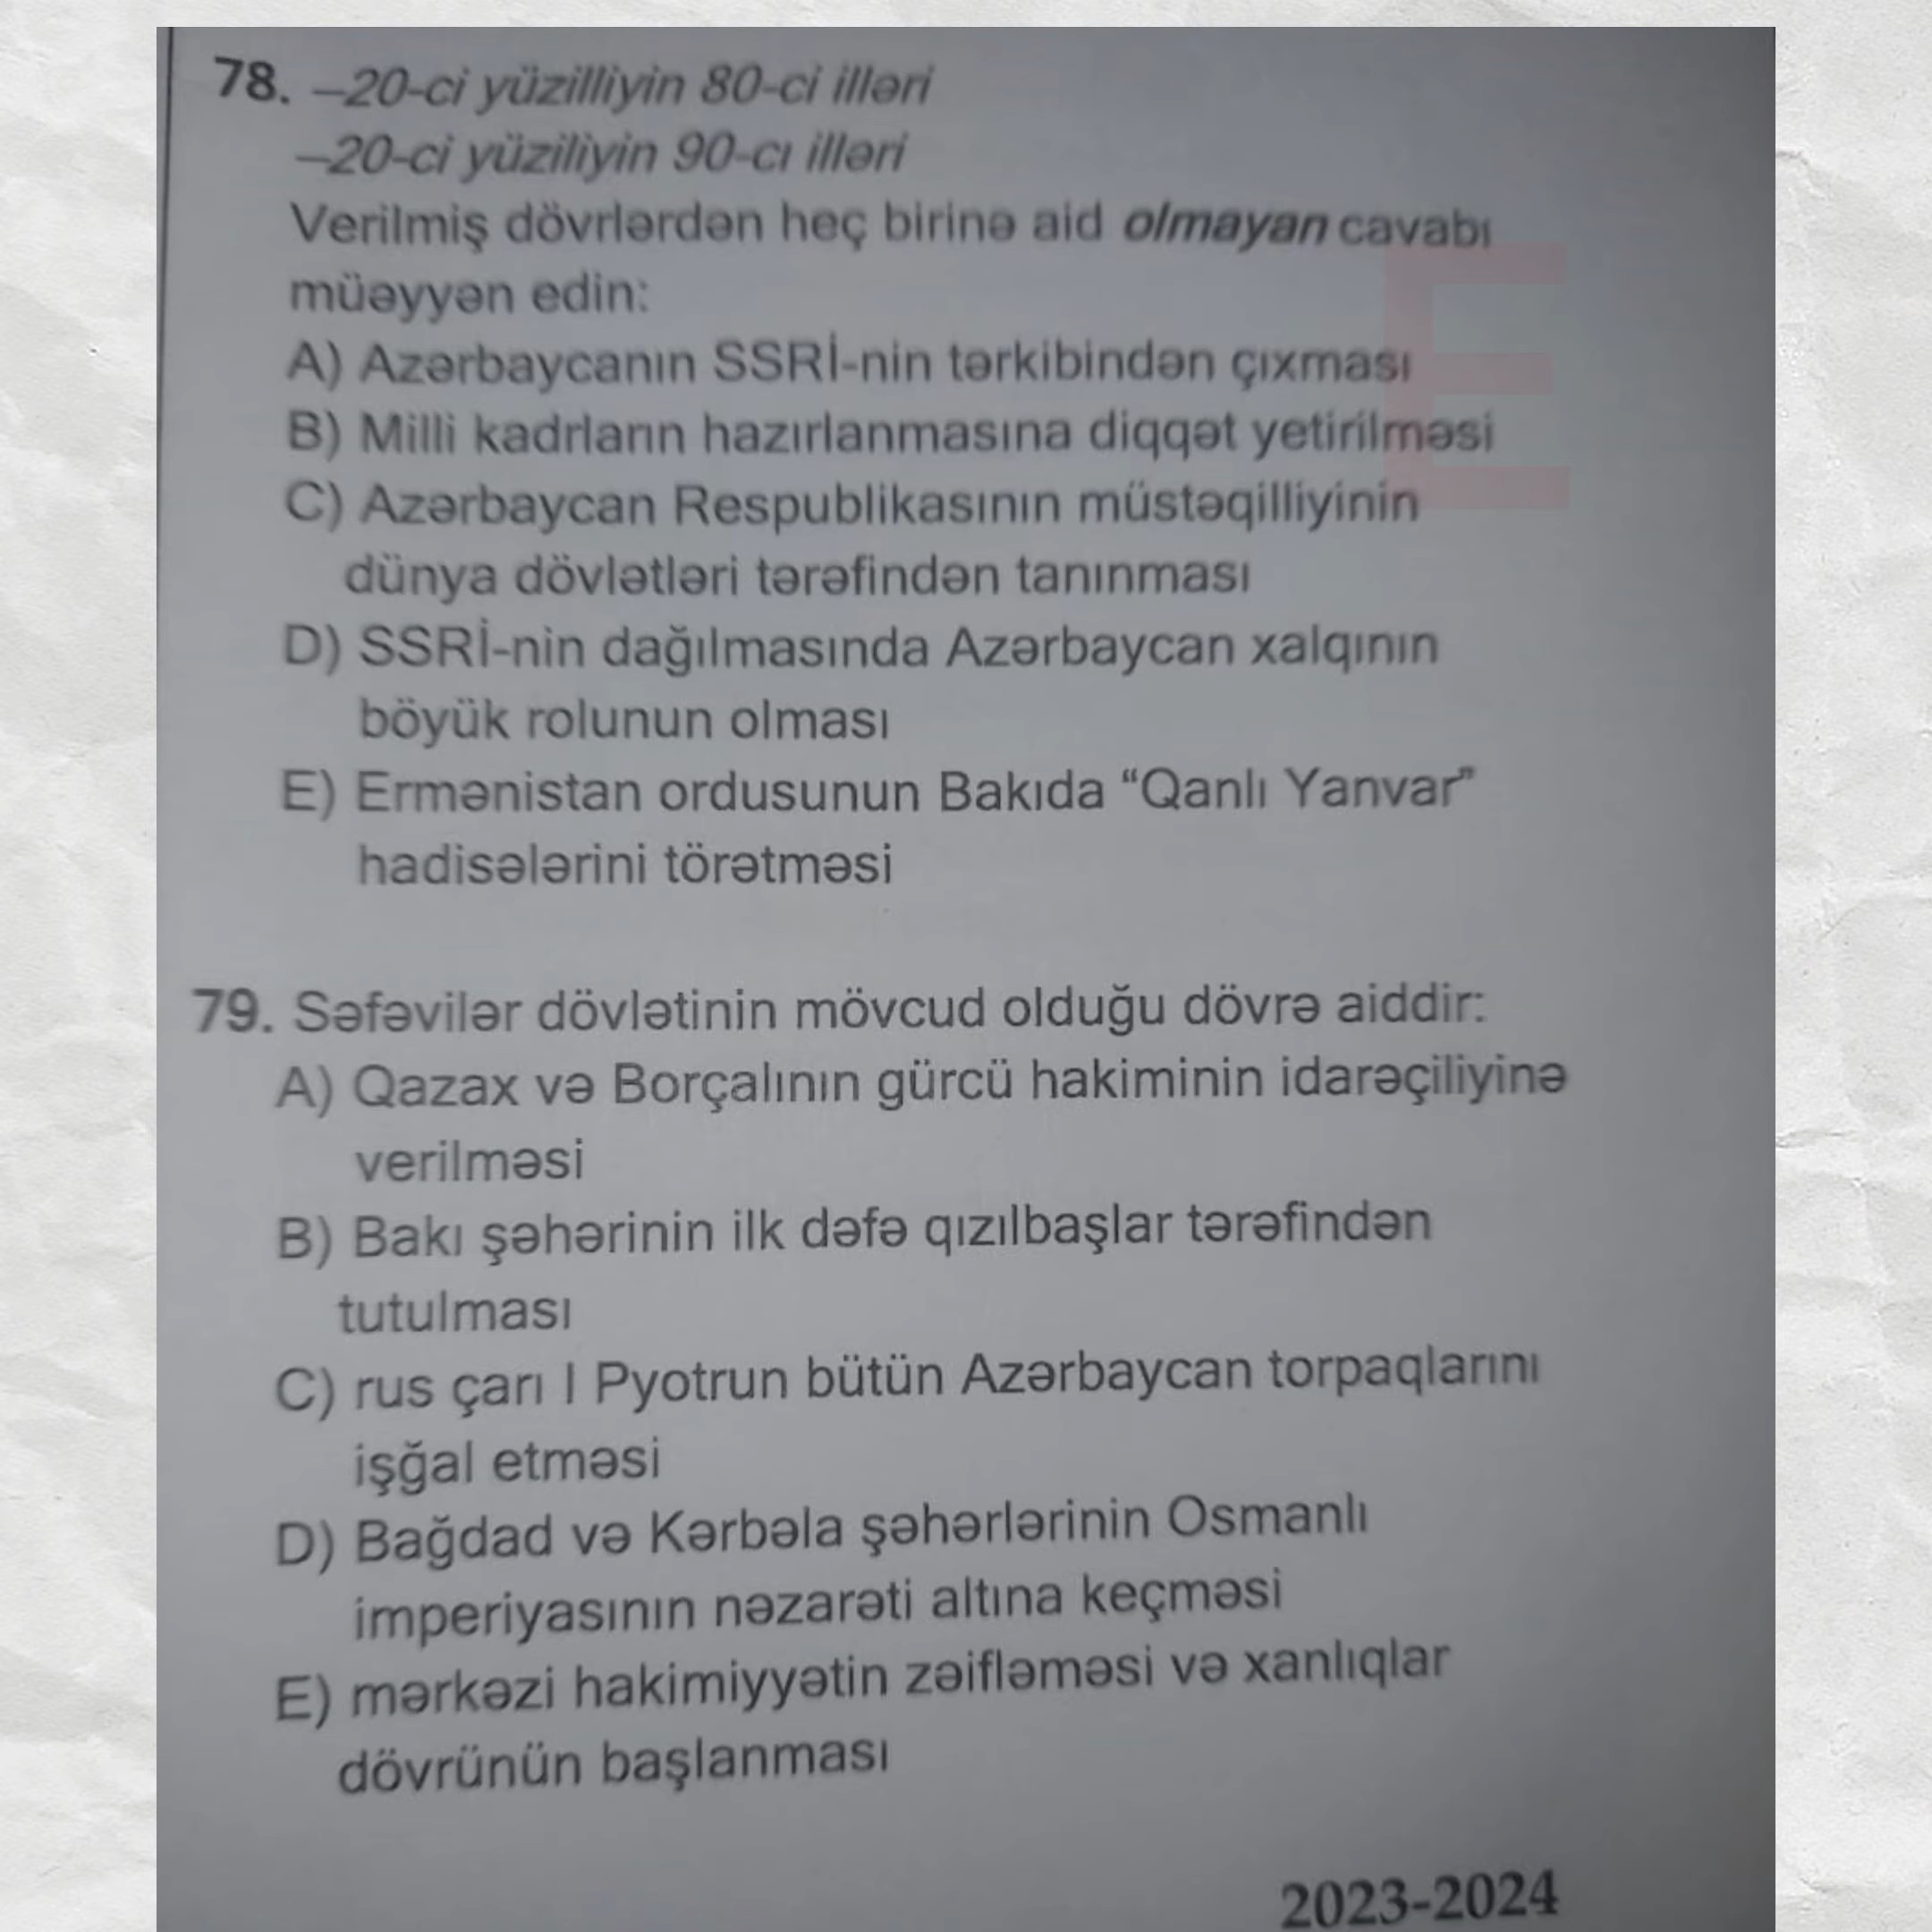 78. –20-ci yüzilliyin 80-ci illəri
–20-ci yüziliyin 90-cı illəri
Verilmiş dövrlərdən heç birinə aid olmayan cavabı
müəyyən edin:
A) Azərbaycanın SSRİ-nin tərkibindən çıxması
B) Milli kadrların hazırlanmasına diqqət yetirilməsi
C) Azərbaycan Respublikasının müstəqilliyinin
dünya dövlətləri tərəfindən tanınması
D) SSRİ-nin dağılmasında Azərbaycan xalqının
böyük rolunun olması
E) Ermənistan ordusunun Bakıda “Qanlı Yanvar”
hadisələrini törətməsi
79. Səfəvilər dövlətinin mövcud olduğu dövrə aiddir:
A) Qazax və Borçalının gürcü hakiminin idarəçiliyinə
verilməsi
B) Bakı şəhərinin ilk dəfə qızılbaşlar tərəfindən
tutulması
C) rus çarı I Pyotrun bütün Azərbaycan torpaqlarını
işğal etməsi
D) Bağdad və Kərbəla şəhərlərinin Osmanlı
imperiyasının nəzarəti altına keçməsi
E) mərkəzi hakimiyyətin zəifləməsi və xanlıqlar
dövrünün başlanması
2023-2024
E